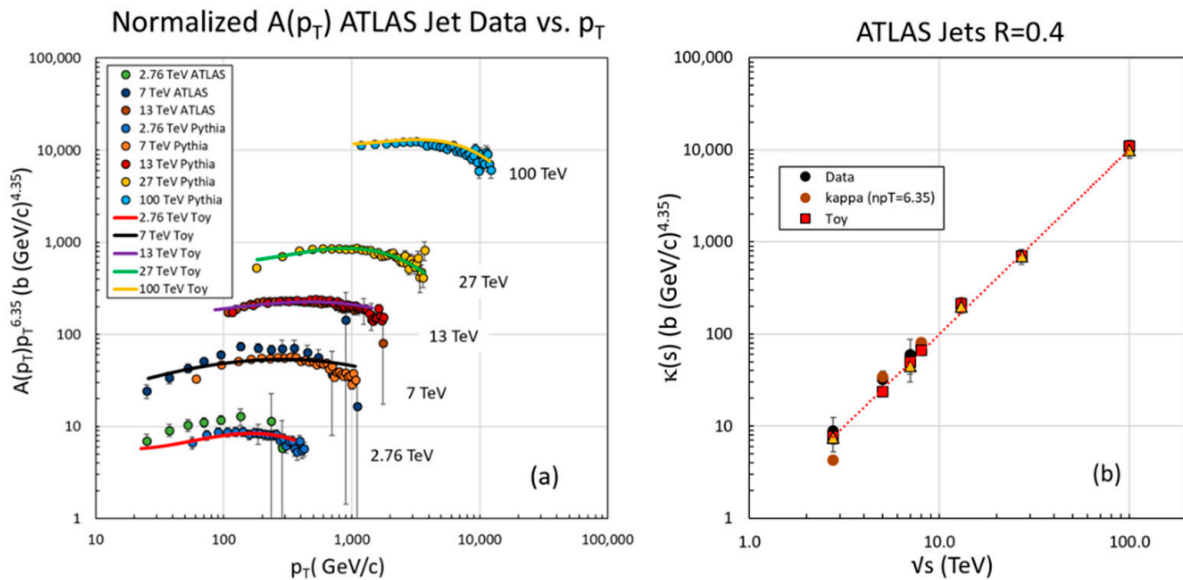 Normalized A(pT) ATLAS Jet Data vs. pT
A(pT)pT^6.35 (b (GeV/c)^4.35)
100,000
10,000
1,000
100
10
1
2.76 TeV ATLAS
7 TeV ATLAS
13 TeV ATLAS
2.76 TeV Pythia
7 TeV Pythia
13 TeV Pythia
27 TeV Pythia
100 TeV Pythia
2.76 TeV Toy
7 TeV Toy
13 TeV Toy
27 TeV Toy
100 TeV Toy
100 TeV
27 TeV
13 TeV
7 TeV
2.76 TeV
(a)
10
100
1,000
10,000
100,000
pT( GeV/c)
ATLAS Jets R=0.4
κ(s) (b (GeV/c)^4.35)
100,000
10,000
1,000
100
10
1
Data
kappa (npT=6.35)
Toy
(b)
1.0
10.0
100.0
√s (TeV)